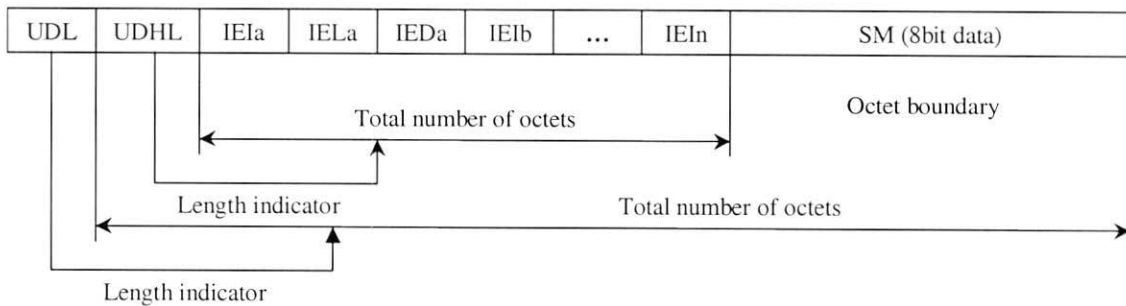 UDL UDHL IEIa IELa IEDa IEIb ... IEIn SM (8bit data)
Octet boundary
Total number of octets
Length indicator
Total number of octets
Length indicator